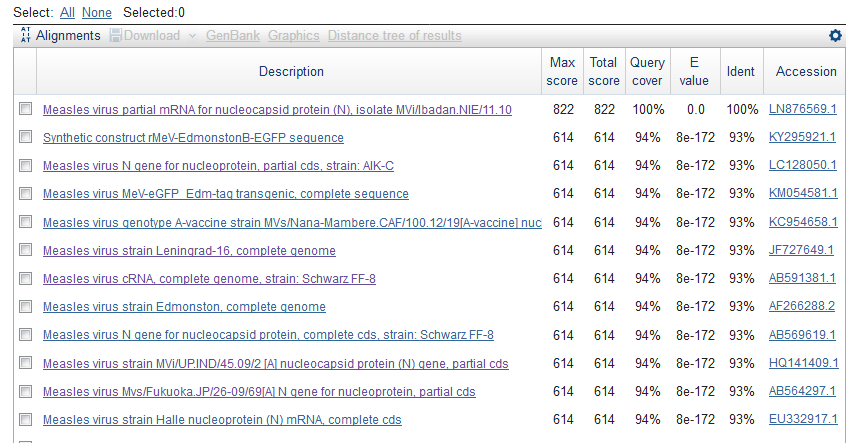 Select: All None Selected:0
Alignments Download GenBank Graphics Distance tree of results
Description Max score Total score Query cover E value Ident Accession
Measles virus partial mRNA for nucleocapsid protein (N), isolate MVi/Ibadan.NIE/11.10 822 822 100% 0.0 100% LN876569.1
Synthetic construct rMeV-EdmonstonB-EGFP sequence 614 614 94% 8e-172 93% KY295921.1
Measles virus N gene for nucleoprotein, partial cds, strain: AIK-C 614 614 94% 8e-172 93% LC128050.1
Measles virus MeV-eGFP_Edm-tag transgenic, complete sequence 614 614 94% 8e-172 93% KM054581.1
Measles virus genotype A-vaccine strain MVs/Nana-Mambere.CAF/100.12/19[A-vaccine] nuc 614 614 94% 8e-172 93% KC954658.1
Measles virus strain Leningrad-16, complete genome 614 614 94% 8e-172 93% JF727649.1
Measles virus cRNA, complete genome, strain: Schwarz FF-8 614 614 94% 8e-172 93% AB591381.1
Measles virus strain Edmonston, complete genome 614 614 94% 8e-172 93% AF266288.2
Measles virus N gene for nucleocapsid protein, complete cds, strain: Schwarz FF-8 614 614 94% 8e-172 93% AB569619.1
Measles virus strain MVi/UP.IND/45.09/2 [A] nucleocapsid protein (N) gene, partial cds 614 614 94% 8e-172 93% HQ141409.1
Measles virus Mvs/Fukuoka.JP/26-09/69[A] N gene for nucleoprotein, partial cds 614 614 94% 8e-172 93% AB564297.1
Measles virus strain Halle nucleoprotein (N) mRNA, complete cds 614 614 94% 8e-172 93% EU332917.1